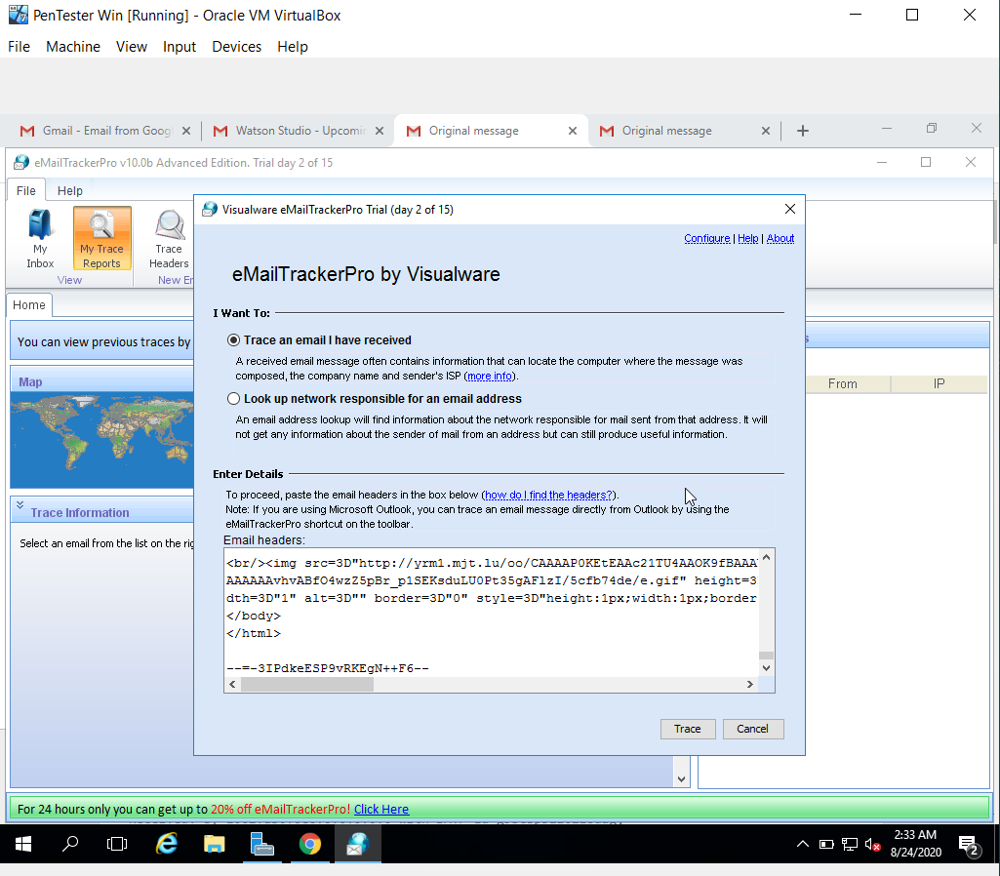 PenTester Win [Running] - Oracle VM VirtualBox
File Machine View Input Devices Help
Gmail - Email from Goog
Watson Studio - Upcomin
Original message
Original message
eMailTrackerPro v10.0b Advanced Edition. Trial day 2 of 15
File Help
My Inbox
My Trace Reports
Trace Headers
View
New Er
Home
You can view previous traces by
Map
Trace Information
Select an email from the list on the rig
From IP
Visualware eMailTrackerPro Trial (day 2 of 15)
Configure | Help | About
eMailTrackerPro by Visualware
I Want To:
Trace an email I have received
A received email message often contains information that can locate the computer where the message was
composed, the company name and sender's ISP (more info).
Look up network responsible for an email address
An email address lookup will find information about the network responsible for mail sent from that address. It will
not get any information about the sender of mail from an address but can still produce useful information.
Enter Details
To proceed, paste the email headers in the box below (how do I find the headers?).
Note: If you are using Microsoft Outlook, you can trace an email message directly from Outlook by using the
eMailTrackerPro shortcut on the toolbar.
Email headers:
<br/><img src=3D"http://yrm1.mjt.lu/oo/CAAAAP0KEtEAAc21TU4AAOK9fBAAA
AAAAAAvhvABfO4wzZ5pBr_p1SEKsduLU0Pt35gAFlzI/5cfb74de/e.gif" height=3
dth=3D"1" alt=3D"" border=3D"0" style=3D"height:1px;width:1px;border
</body>
</html>
--=-3IPdkeESP9vRKEgN++F6--
Trace Cancel
For 24 hours only you can get up to 20% off eMailTrackerPro! Click Here
2:33 AM
8/24/2020
2